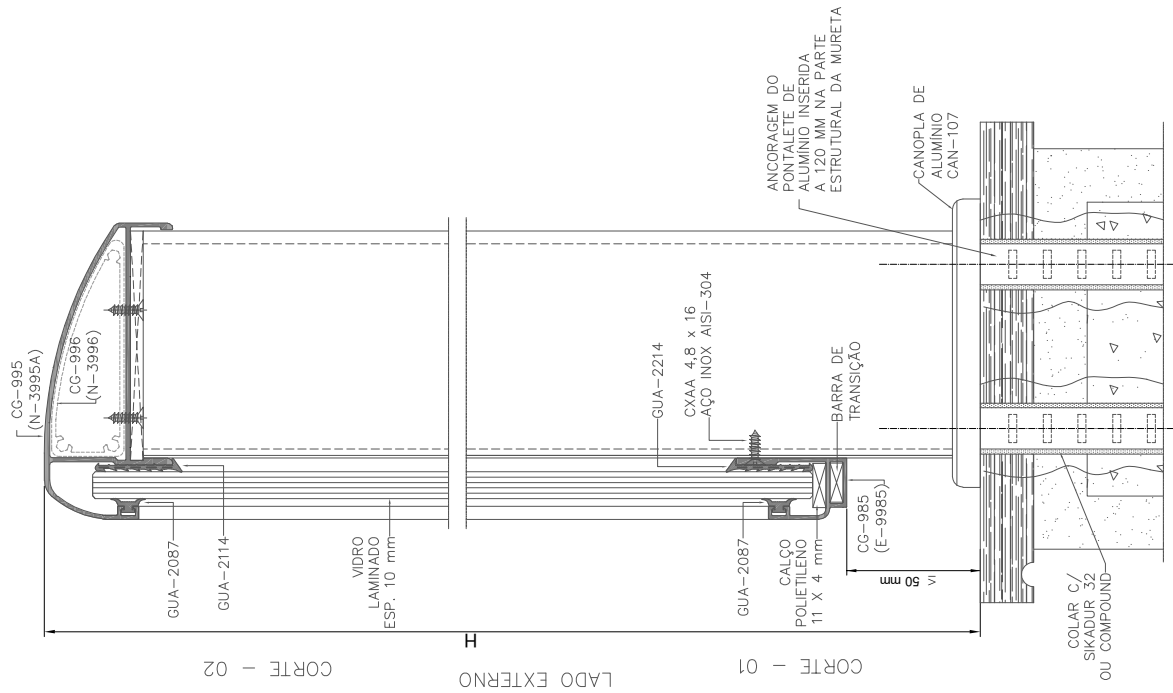 CG-995
(N-3995A)
CG-996
(N-3996)
GUA-2087
GUA-2114
VIDRO
LAMINADO
ESP. 10 mm
GUA-2214
CXAA 4,8 x 16
AÇO INOX AISI-304
BARRA DE
TRANSIÇÃO
GUA-2087
CALÇO
POLIETILENO
11 X 4 mm
CG-985
(E-9985)
≥ 50 mm
H
CORTE - 02
LADO EXTERNO
CORTE - 01
ANCORAGEM DO
PONTALETE DE
ALUMÍNIO INSERIDA
A 120 MM NA PARTE
ESTRUTURAL DA MURETA
CANOPLA DE
ALUMÍNIO
CAN-107
COLAR C/
SIKADUR 32
OU COMPOUND